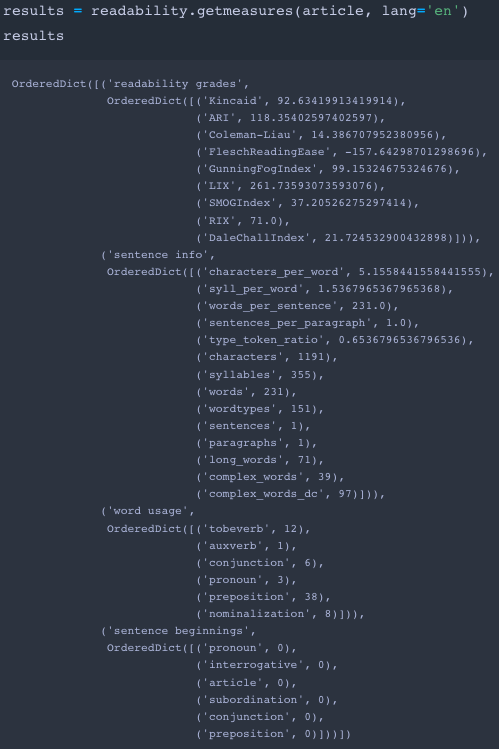 results = readability.getmeasures(article, lang='en')
results
OrderedDict([('readability grades',
OrderedDict([('Kincaid', 92.63419913419914),
('ARI', 118.35402597402597),
('Coleman-Liau', 14.386707952380956),
('FleschReadingEase', -157.64298701298696),
('GunningFogIndex', 99.15324675324676),
('LIX', 261.73593073593076),
('SMOGIndex', 37.20526275297414),
('RIX', 71.0),
('DaleChallIndex', 21.724532900432898)])),
('sentence info',
OrderedDict([('characters_per_word', 5.1558441558441555),
('syll_per_word', 1.5367965367965368),
('words_per_sentence', 231.0),
('sentences_per_paragraph', 1.0),
('type_token_ratio', 0.6536796536796536),
('characters', 1191),
('syllables', 355),
('words', 231),
('wordtypes', 151),
('sentences', 1),
('paragraphs', 1),
('long_words', 71),
('complex_words', 39),
('complex_words_dc', 97)])),
('word usage',
OrderedDict([('tobeverb', 12),
('auxverb', 1),
('conjunction', 6),
('pronoun', 3),
('preposition', 38),
('nominalization', 8)])),
('sentence beginnings',
OrderedDict([('pronoun', 0),
('interrogative', 0),
('article', 0),
('subordination', 0),
('conjunction', 0),
('preposition', 0)]))])